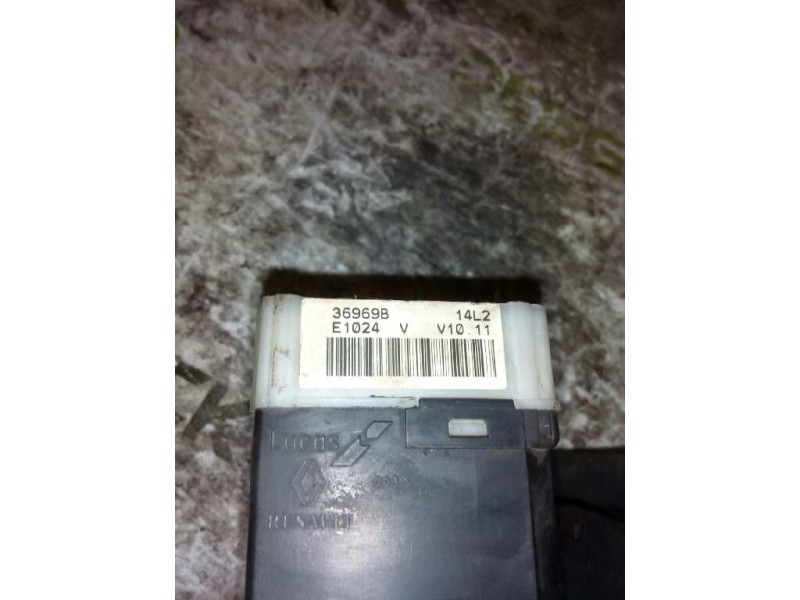 36969B 14L2
E1024 V V10.11
Lucas
RENAULT